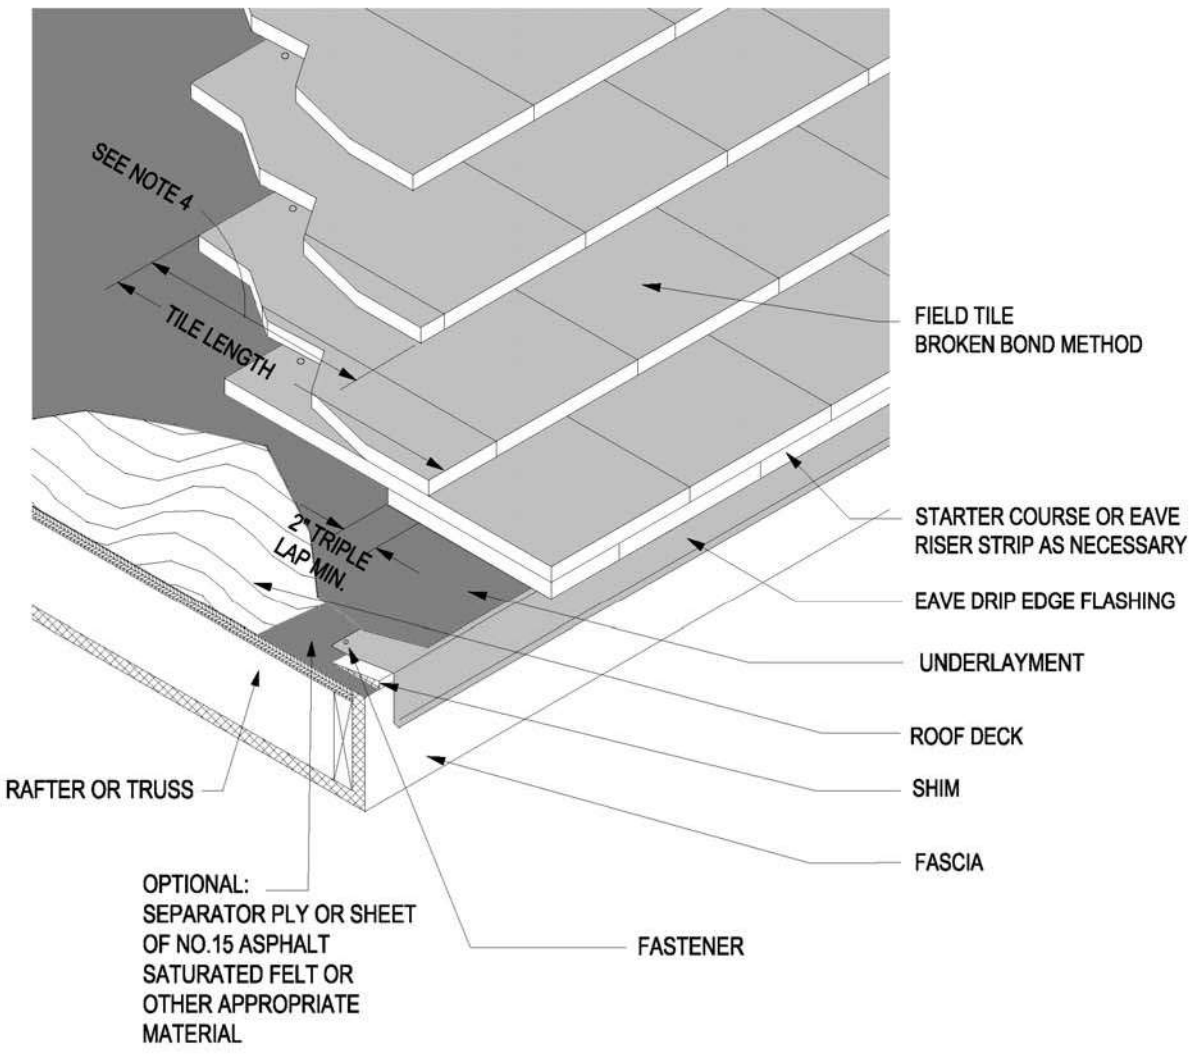 SEE NOTE 4
TILE LENGTH
FIELD TILE
BROKEN BOND METHOD
2" TRIPLE
LAP MIN.
STARTER COURSE OR EAVE
RISER STRIP AS NECESSARY
EAVE DRIP EDGE FLASHING
UNDERLAYMENT
ROOF DECK
SHIM
RAFTER OR TRUSS
FASCIA
OPTIONAL:
SEPARATOR PLY OR SHEET
OF NO.15 ASPHALT
SATURATED FELT OR
OTHER APPROPRIATE
MATERIAL
FASTENER